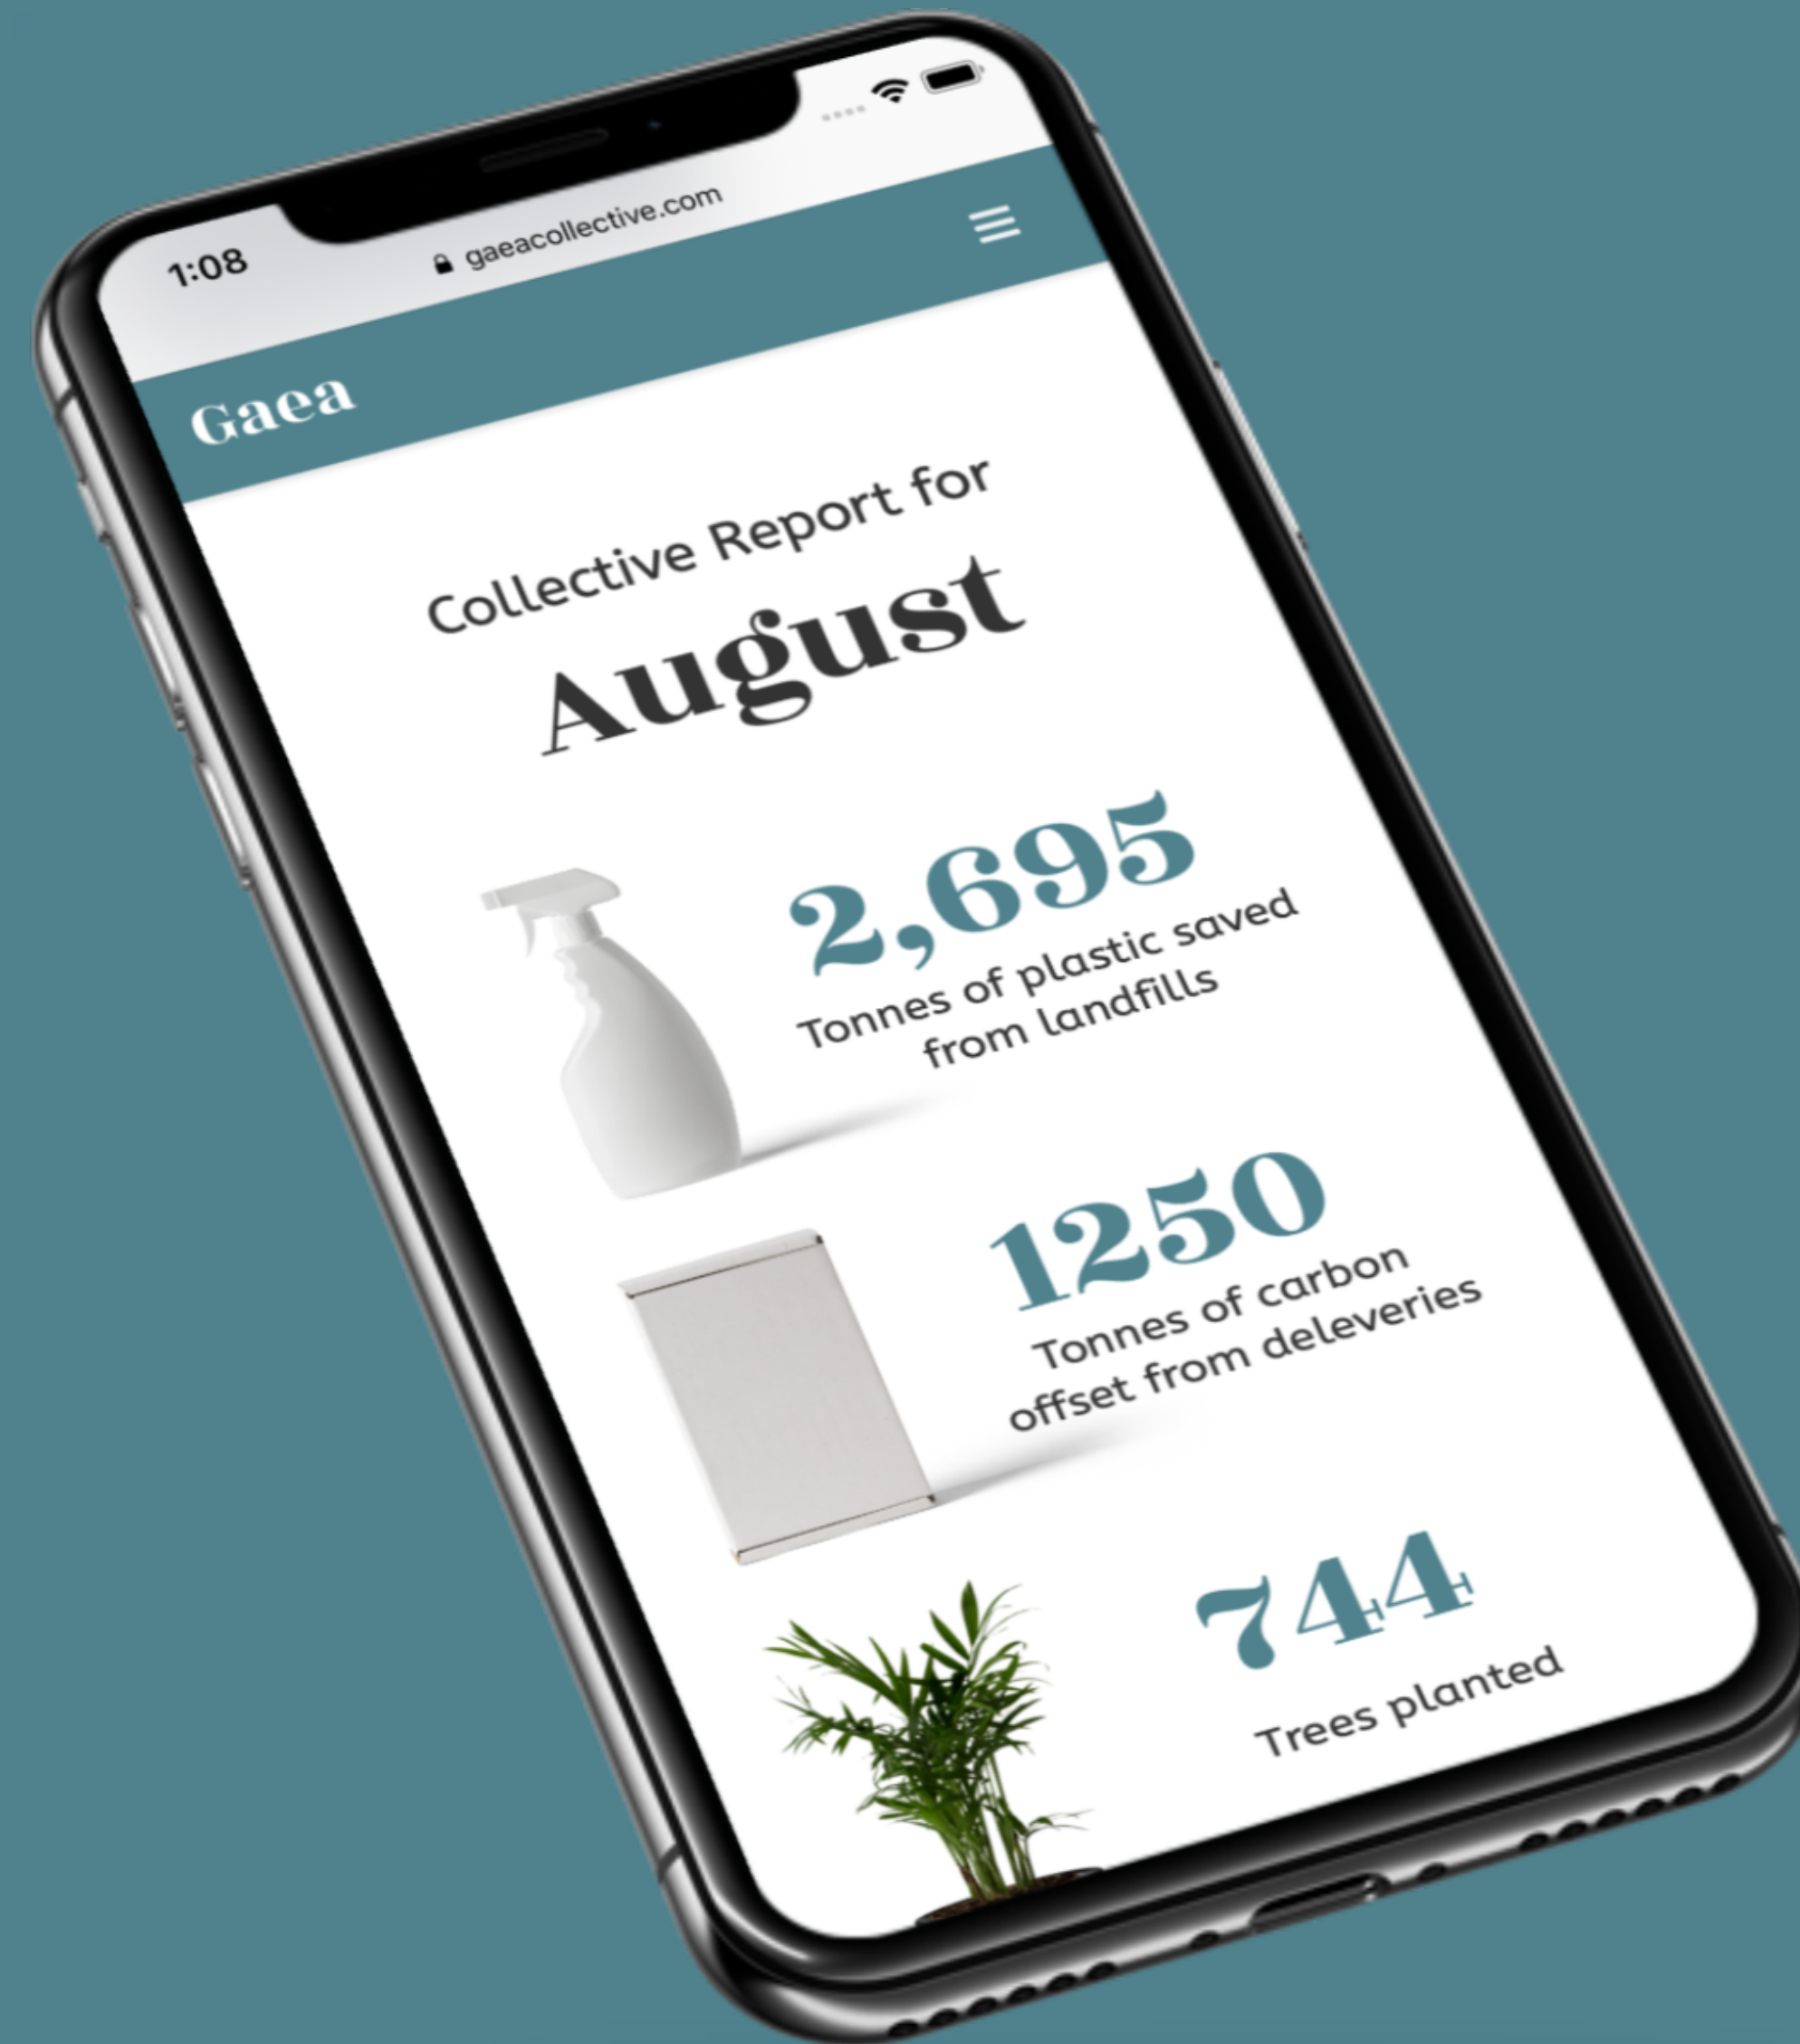 1:08
gaeacollective.com
Gaea
Collective Report for
August
2,695
Tonnes of plastic saved
from landfills
1250
Tonnes of carbon
offset from deleveries
744
Trees planted